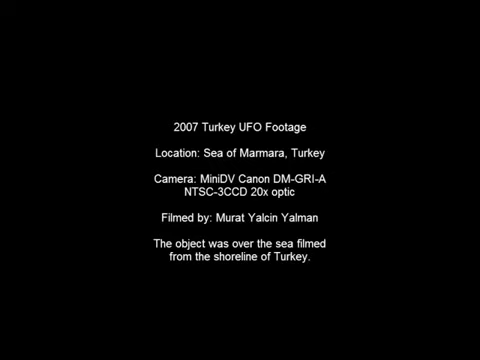 2007 Turkey UFO Footage
Location: Sea of Marmara, Turkey
Camera: MiniDV Canon DM-GRI-A
NTSC-3CCD 20x optic
Filmed by: Murat Yalcin Yalman
The object was over the sea filmed
from the shoreline of Turkey.